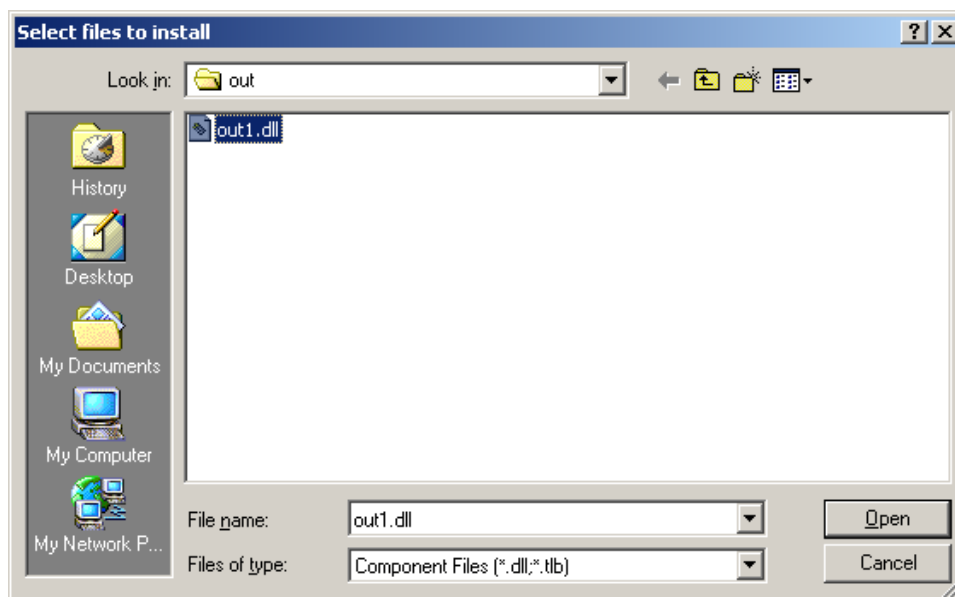 Select files to install
Look in: out
out1.dll
History
Desktop
My Documents
My Computer
My Network P...
File name: out1.dll Open
Files of type: Component Files (*.dll;*.tlb) Cancel